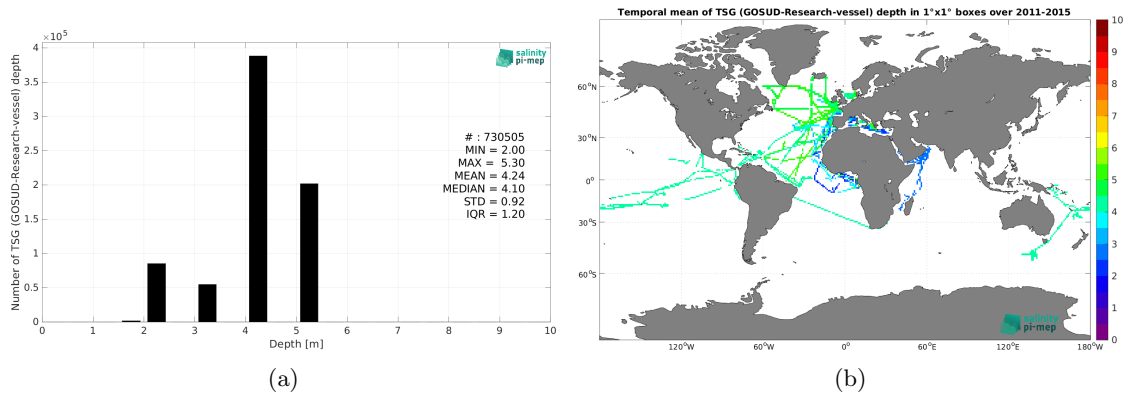 ×10⁵
4
3.5
3
2.5
2
1.5
1
0.5
0
Number of TSG (GOSUD-Research-vessel) depth
salinity
pi-mep
# : 730505
MIN = 2.00
MAX = 5.30
MEAN = 4.24
MEDIAN = 4.10
STD = 0.92
IQR = 1.20
0 1 2 3 4 5 6 7 8 9 10
Depth [m]
(a)
Temporal mean of TSG (GOSUD-Research-vessel) depth in 1°x1° boxes over 2011-2015
60°N
30°N
0°
30°S
60°S
120°W 60°W 0° 60°E 120°E 180°W
salinity
pi-mep
10
9
8
7
6
5
4
3
2
1
0
(b)